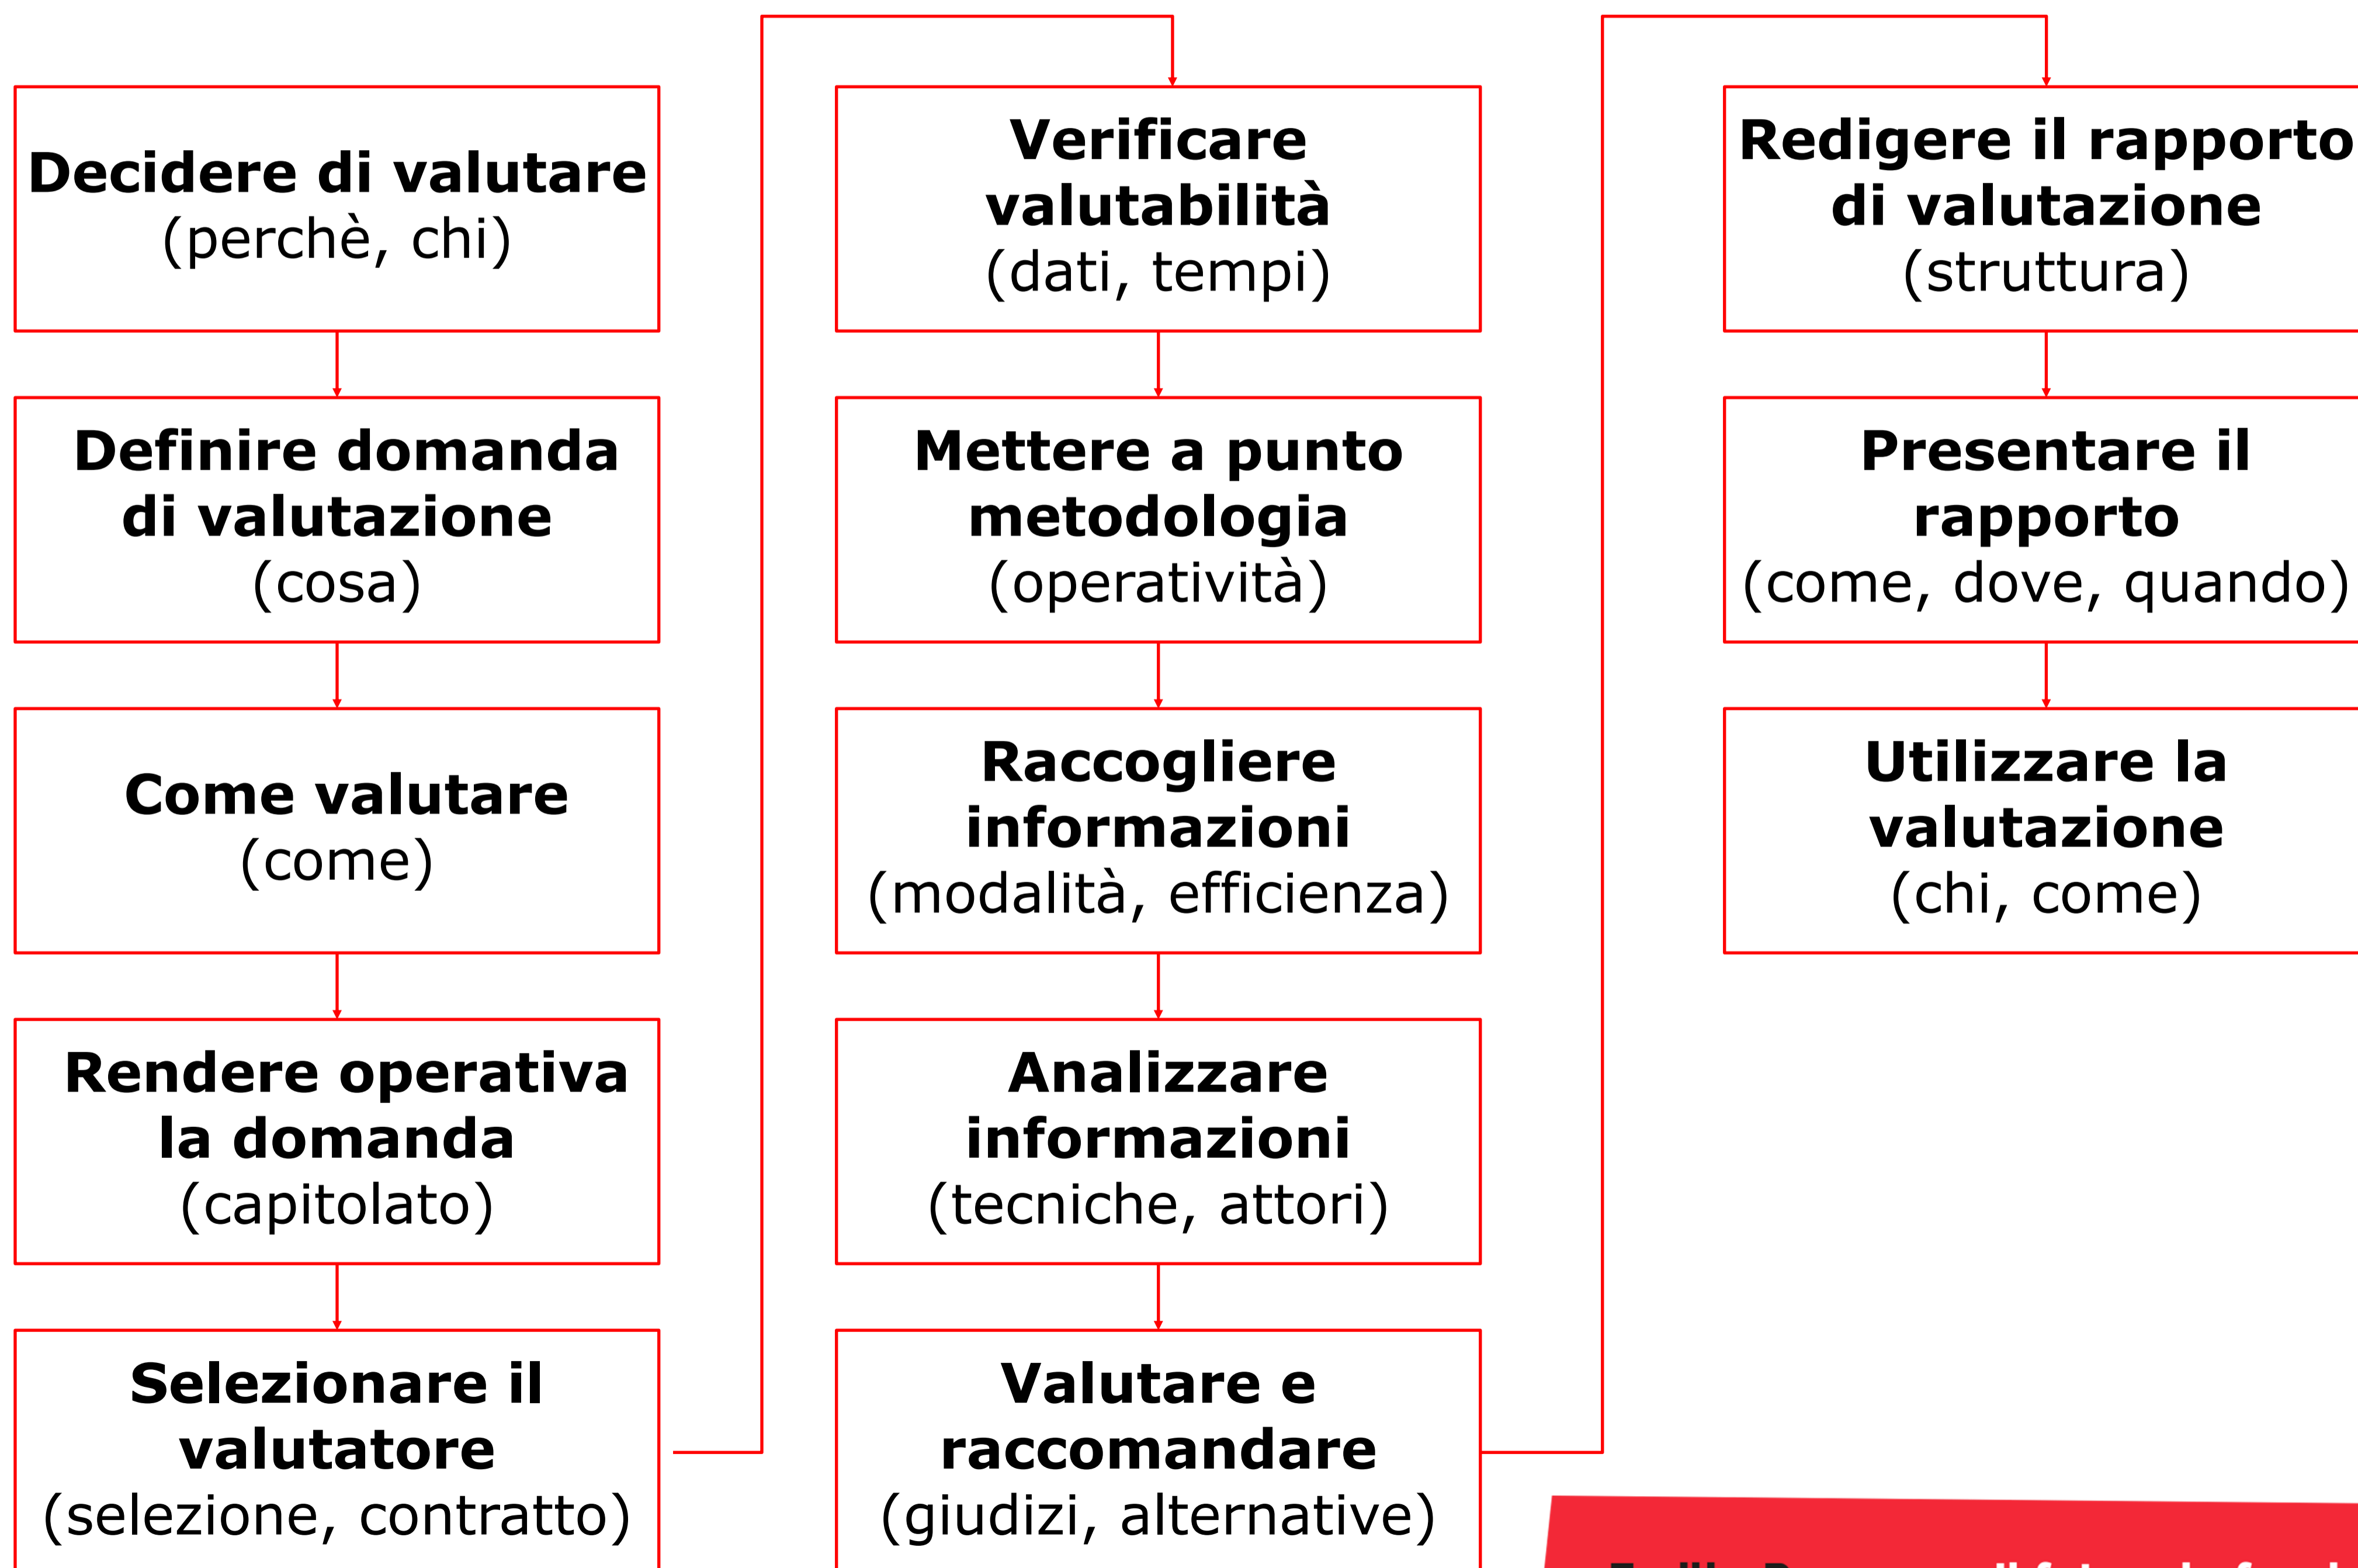 Decidere di valutare
(perchè, chi)
Definire domanda
di valutazione
(cosa)
Come valutare
(come)
Rendere operativa
la domanda
(capitolato)
Selezionare il
valutatore
(selezione, contratto)
Verificare
valutabilità
(dati, tempi)
Mettere a punto
metodologia
(operatività)
Raccogliere
informazioni
(modalità, efficienza)
Analizzare
informazioni
(tecniche, attori)
Valutare e
raccomandare
(giudizi, alternative)
Redigere il rapporto
di valutazione
(struttura)
Presentare il
rapporto
(come, dove, quando)
Utilizzare la
valutazione
(chi, come)